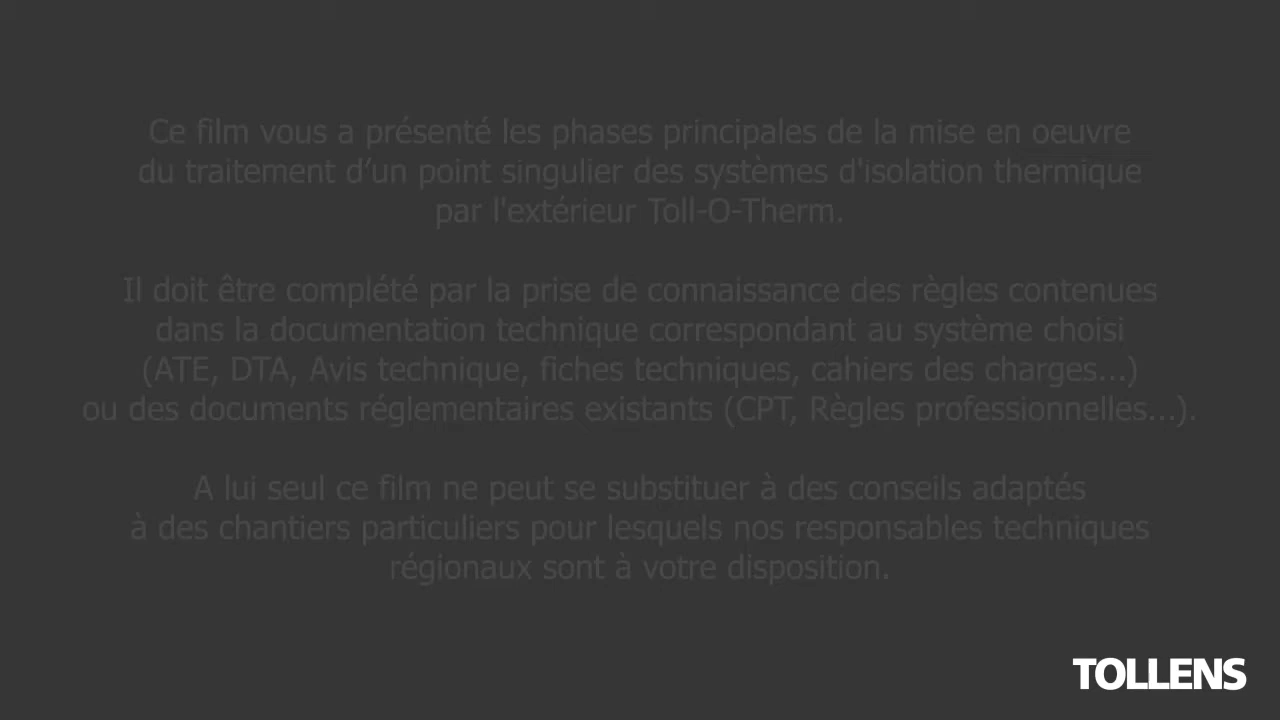 Ce film vous a présenté les phases principales de la mise en oeuvre
du traitement d’un point singulier des systèmes d'isolation thermique
par l'extérieur Toll-O-Therm.
Il doit être complété par la prise de connaissance des règles contenues
dans la documentation technique correspondant au système choisi
(ATE, DTA, Avis technique, fiches techniques, cahiers des charges...)
ou des documents réglementaires existants (CPT, Règles professionnelles...).
A lui seul ce film ne peut se substituer à des conseils adaptés
à des chantiers particuliers pour lesquels nos responsables techniques
régionaux sont à votre disposition.
TOLLENS